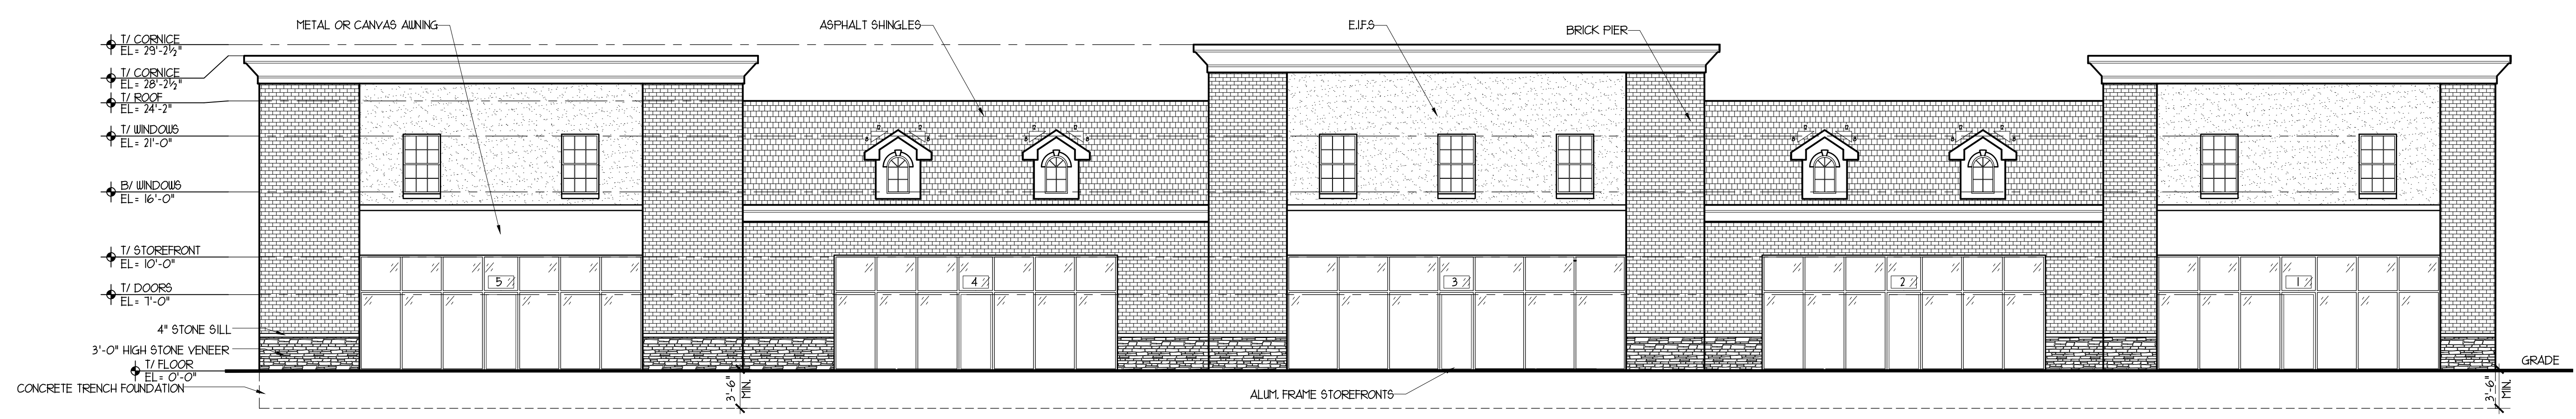 METAL OR CANVAS AWNING
ASPHALT SHINGLES
E.I.F.S
BRICK PIER
T/ CORNICE
EL= 29'-2½"
T/ CORNICE
EL= 28'-2½"
T/ ROOF
EL= 24'-2"
T/ WINDOWS
EL= 21'-0"
B/ WINDOWS
EL= 16'-0"
T/ STOREFRONT
EL= 10'-0"
T/ DOORS
EL= 7'-0"
5
4
3
2
1
4" STONE SILL
3'-0" HIGH STONE VENEER
T/ FLOOR
EL= 0'-0"
GRADE
CONCRETE TRENCH FOUNDATION
3'-6"
MIN.
ALUM. FRAME STOREFRONTS
3'-6"
MIN.